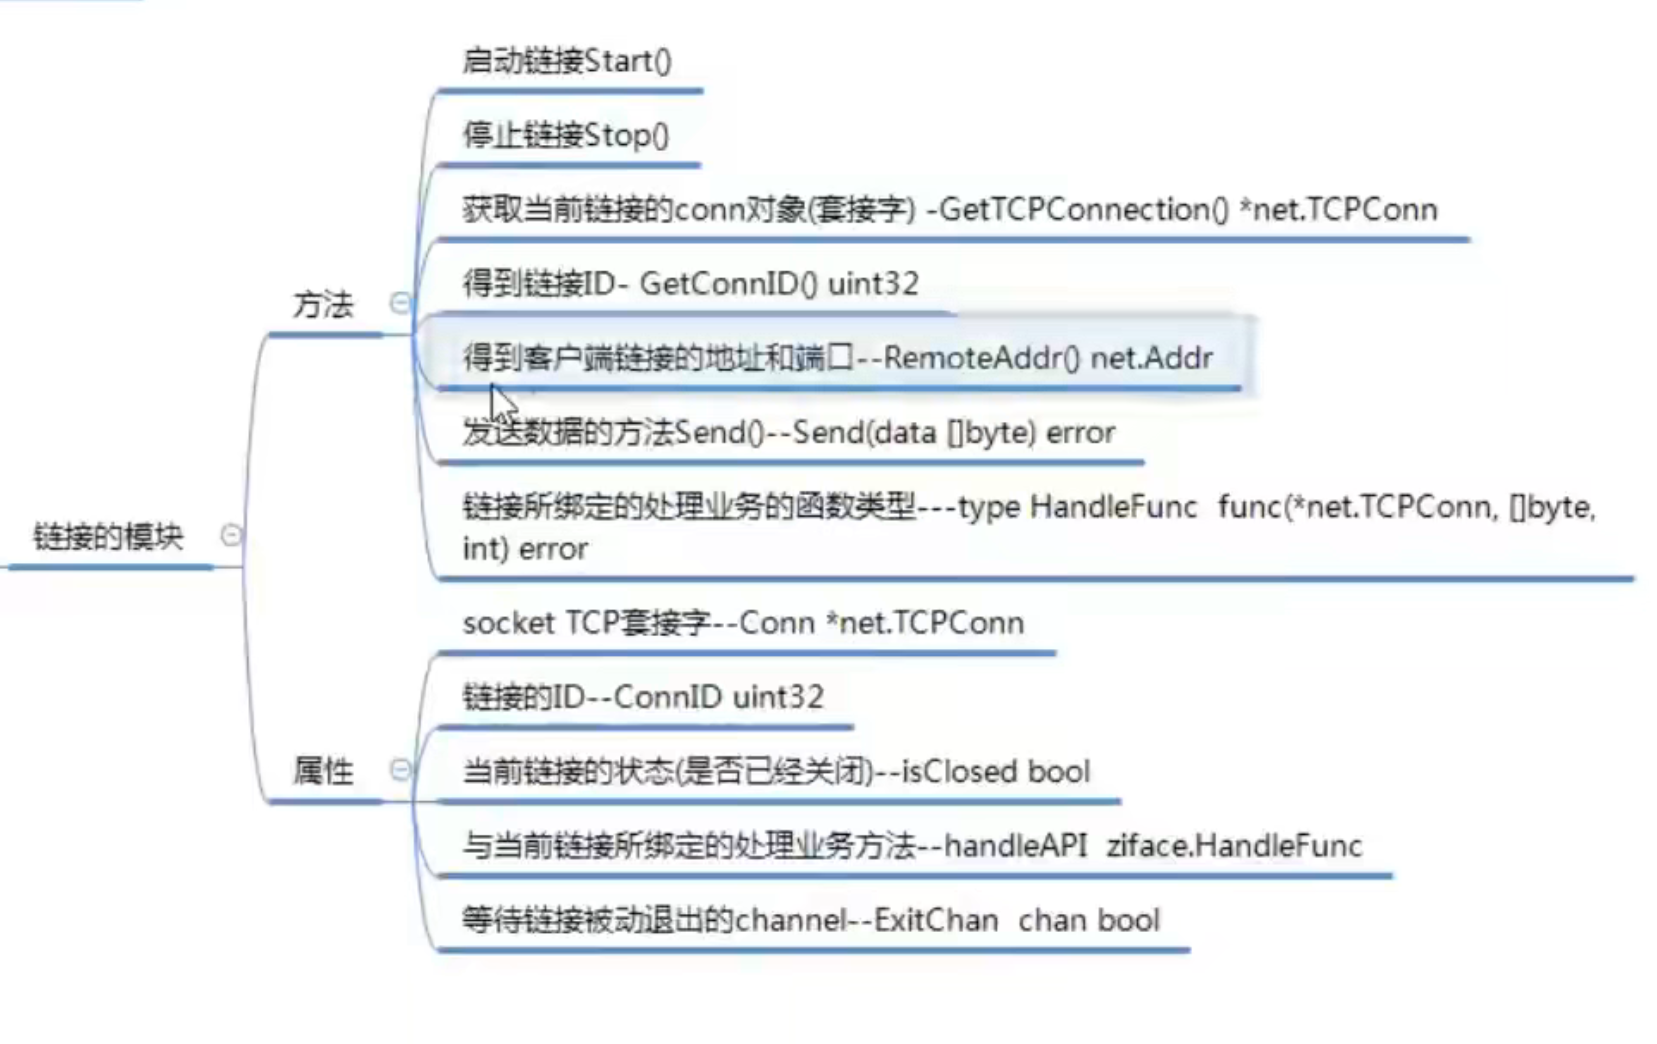 启动链接Start()
停止链接Stop()
获取当前链接的conn对象(套接字) -GetTCPConnection() *net.TCPConn
得到链接ID- GetConnID() uint32
方法
得到客户端链接的地址和端口--RemoteAddr() net.Addr
发送数据的方法Send()--Send(data []byte) error
链接所绑定的处理业务的函数类型---type HandleFunc  func(*net.TCPConn, []byte,
int) error
链接的模块
socket TCP套接字--Conn *net.TCPConn
链接的ID--ConnID uint32
属性
当前链接的状态(是否已经关闭)--isClosed bool
与当前链接所绑定的处理业务方法--handleAPI  ziface.HandleFunc
等待链接被动退出的channel--ExitChan  chan bool